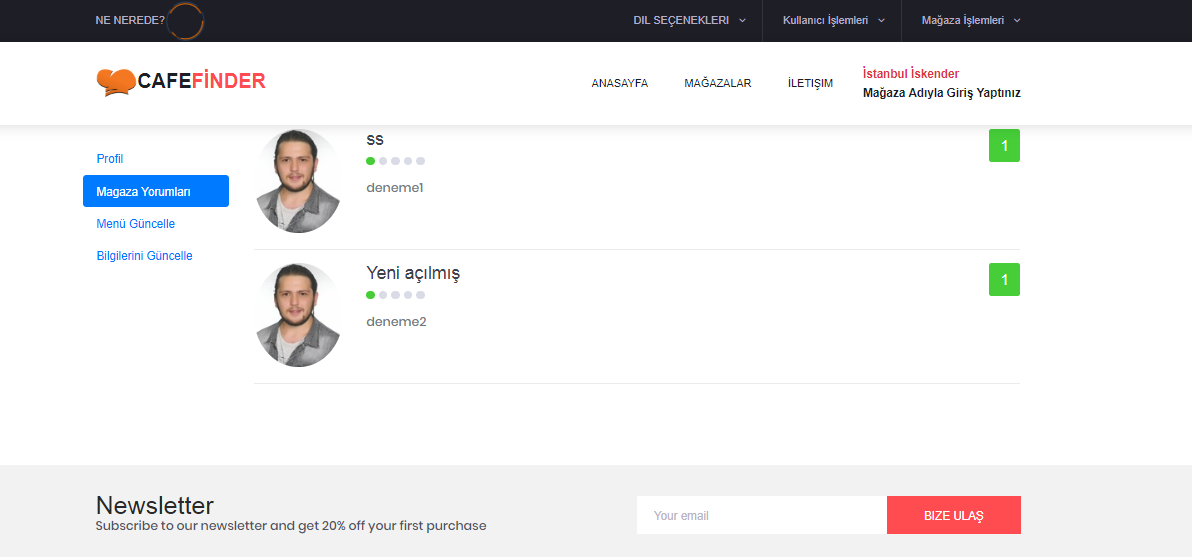 NE NEREDE?
DIL SEÇENEKLERI
Kullanıcı İşlemleri
Mağaza İşlemleri
CAFEFİNDER
ANASAYFA
MAĞAZALAR
İLETIŞIM
İstanbul İskender
Mağaza Adıyla Giriş Yaptınız
Profil
Magaza Yorumları
Menü Güncelle
Bilgilerini Güncelle
ss
1
deneme1
Yeni açılmış
1
deneme2
Newsletter
Subscribe to our newsletter and get 20% off your first purchase
Your email
BIZE ULAŞ